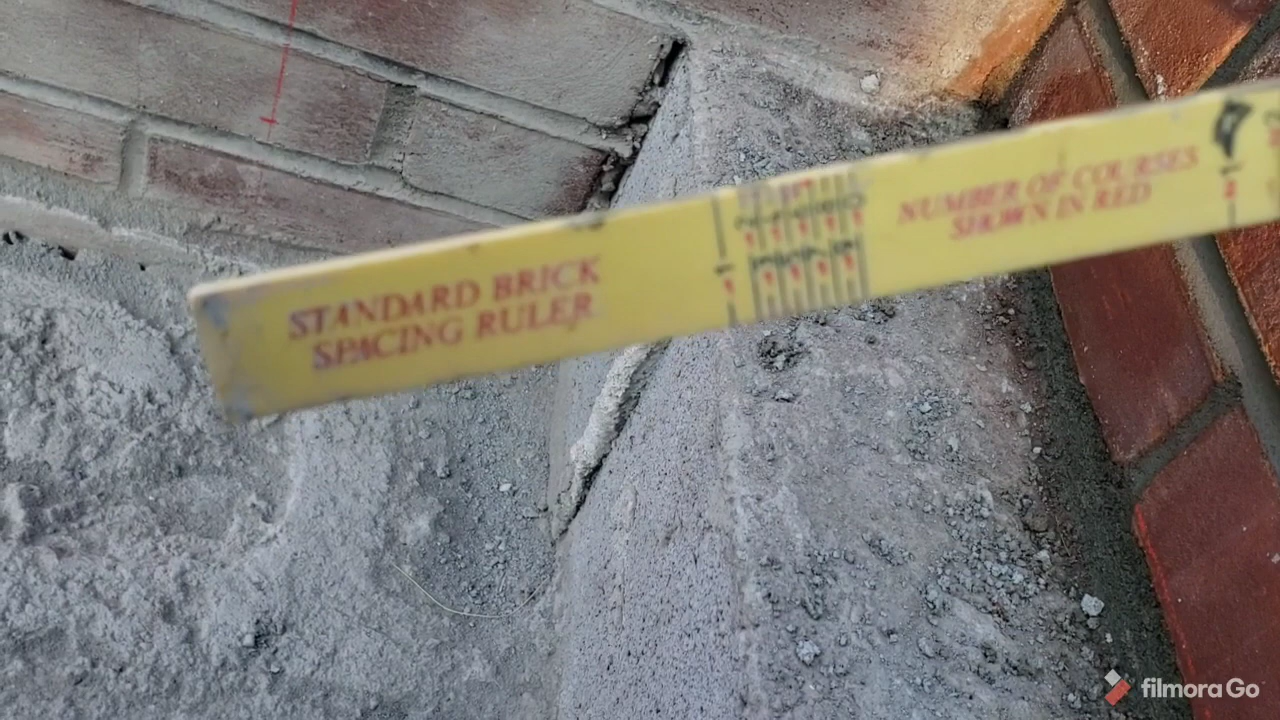 STANDARD BRICK
SPACING RULER
NUMBER OF COURSES
SHOWN IN RED
filmora Go